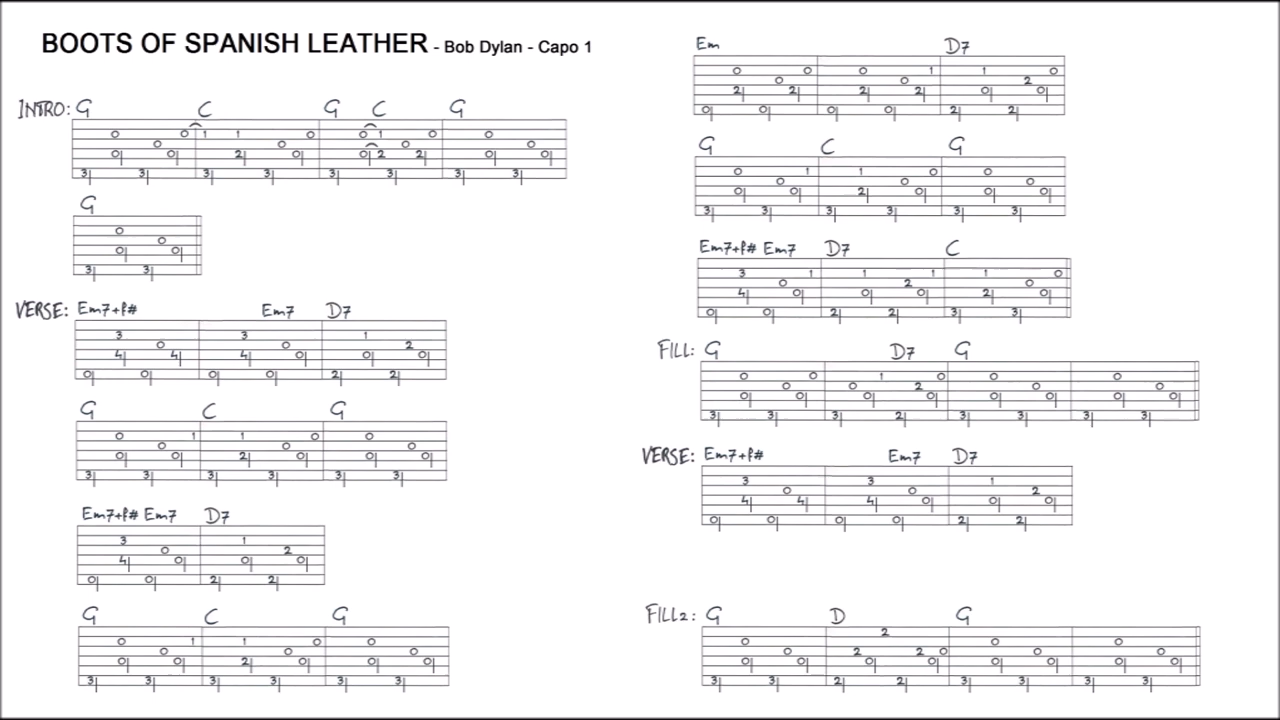 BOOTS OF SPANISH LEATHER - Bob Dylan - Capo 1
INTRO: G C G C G
G
VERSE: Em7+f# Em7 D7
G C G
Em7+f# Em7 D7
G C G
Em D7
G C G
Em7+f# Em7 D7 C
FILL: G D7 G
VERSE: Em7+f# Em7 D7
FILL2: G D G